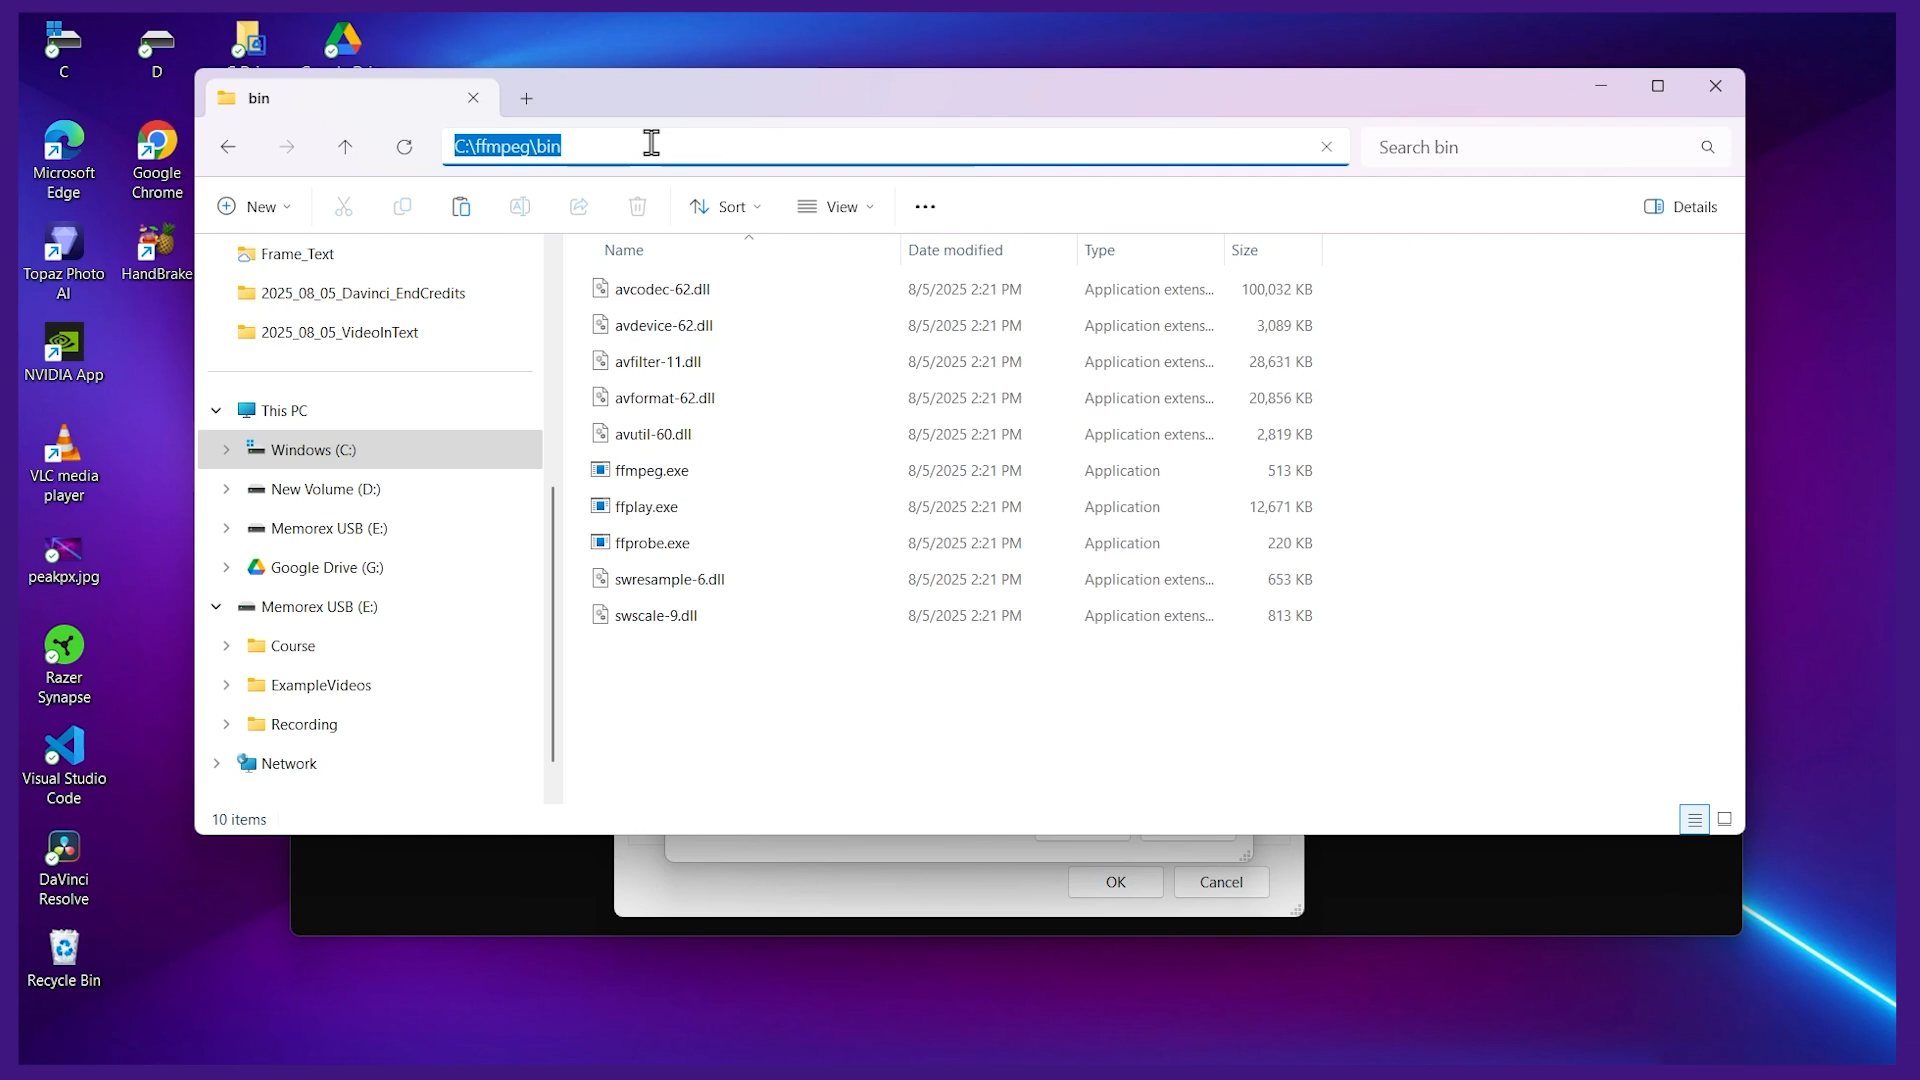 C
D
bin
C:\ffmpeg\bin
Search bin
Microsoft
Edge
Google
Chrome
New
Sort
View
Details
Topaz Photo
AI
HandBrake
NVIDIA App
VLC media
player
peakpx.jpg
Razer
Synapse
Visual Studio
Code
DaVinci
Resolve
Recycle Bin
Frame_Text
2025_08_05_Davinci_EndCredits
2025_08_05_VideoInText
This PC
Windows (C:)
New Volume (D:)
Memorex USB (E:)
Google Drive (G:)
Memorex USB (E:)
Course
ExampleVideos
Recording
Network
Name Date modified Type Size
avcodec-62.dll 8/5/2025 2:21 PM Application extens... 100,032 KB
avdevice-62.dll 8/5/2025 2:21 PM Application extens... 3,089 KB
avfilter-11.dll 8/5/2025 2:21 PM Application extens... 28,631 KB
avformat-62.dll 8/5/2025 2:21 PM Application extens... 20,856 KB
avutil-60.dll 8/5/2025 2:21 PM Application extens... 2,819 KB
ffmpeg.exe 8/5/2025 2:21 PM Application 513 KB
ffplay.exe 8/5/2025 2:21 PM Application 12,671 KB
ffprobe.exe 8/5/2025 2:21 PM Application 220 KB
swresample-6.dll 8/5/2025 2:21 PM Application extens... 653 KB
swscale-9.dll 8/5/2025 2:21 PM Application extens... 813 KB
10 items
OK
Cancel